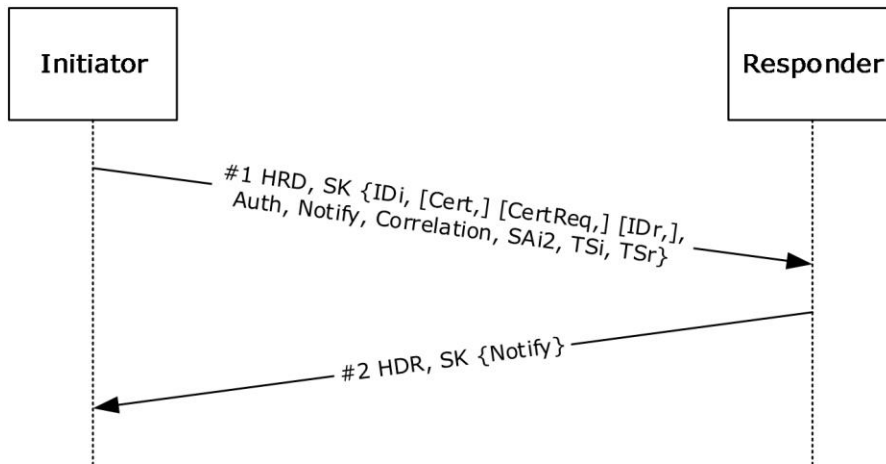 Initiator
Responder
#1 HRD, SK {IDi, [Cert,] [CertReq,] [IDr,],
Auth, Notify, Correlation, SAi2, TSi, TSr}
#2 HDR, SK {Notify}